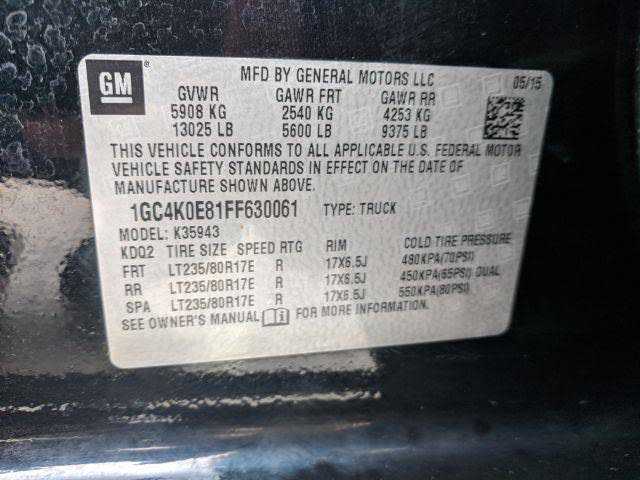 GM
MFD BY GENERAL MOTORS LLC 05/15
GVWR GAWR FRT GAWR RR
5908 KG 2540 KG 4253 KG
13025 LB 5600 LB 9375 LB
THIS VEHICLE CONFORMS TO ALL APPLICABLE U.S. FEDERAL MOTOR
VEHICLE SAFETY STANDARDS IN EFFECT ON THE DATE OF
MANUFACTURE SHOWN ABOVE.
1GC4K0E81FF630061 TYPE: TRUCK
MODEL: K35943
KDQ2 TIRE SIZE SPEED RTG RIM COLD TIRE PRESSURE
FRT LT235/80R17E R 17X6.5J 480KPA(70PSI)
RR LT235/80R17E R 17X6.5J 450KPA(65PSI) DUAL
SPA LT235/80R17E R 17X6.5J 550KPA(80PSI)
SEE OWNER'S MANUAL FOR MORE INFORMATION.